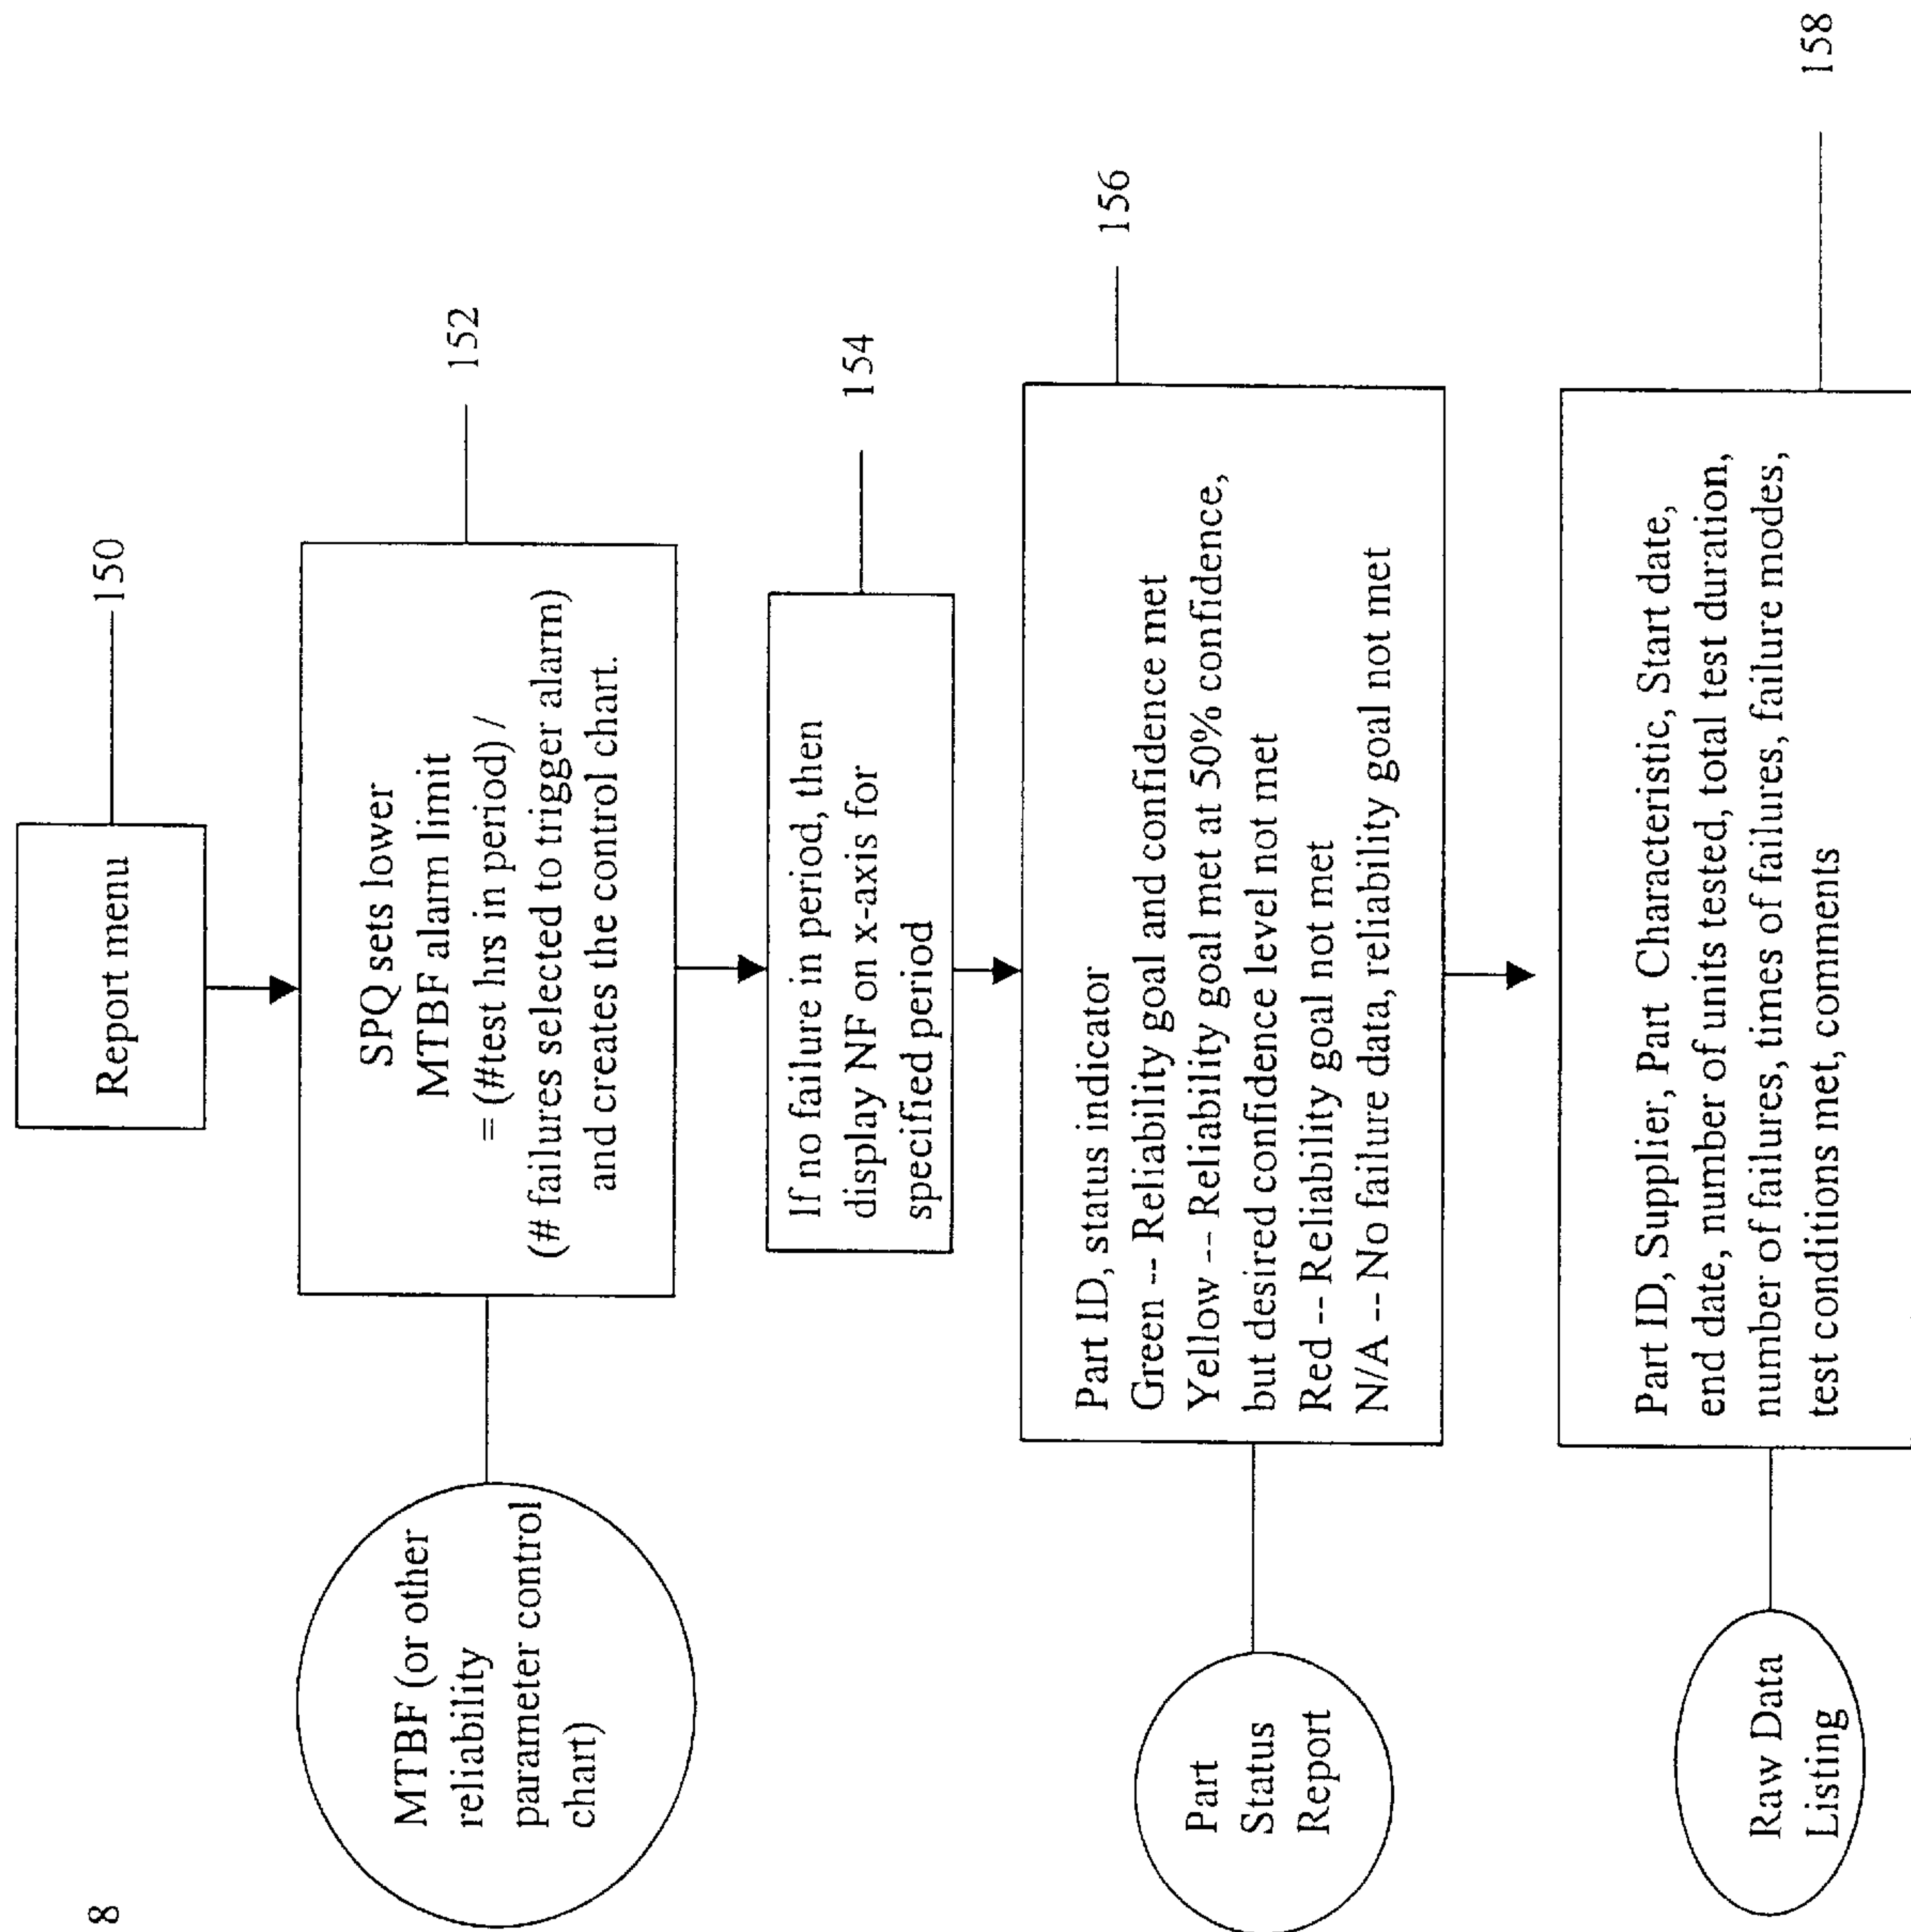 8
Report menu
150
MTBF (or other
reliability
parameter control
chart)
SPQ sets lower
MTBF alarm limit
= (#test hrs in period) /
(# failures selected to trigger alarm)
and creates the control chart.
152
If no failure in period, then
display NF on x-axis for
specified period
154
Part
Status
Report
Part ID, status indicator
Green -- Reliability goal and confidence met
Yellow -- Reliability goal met at 50% confidence,
but desired confidence level not met
Red -- Reliability goal not met
N/A -- No failure data, reliability goal not met
156
Raw Data
Listing
Part ID, Supplier, Part Characteristic, Start date,
end date, number of units tested, total test duration,
number of failures, times of failures, failure modes,
test conditions met, comments
158